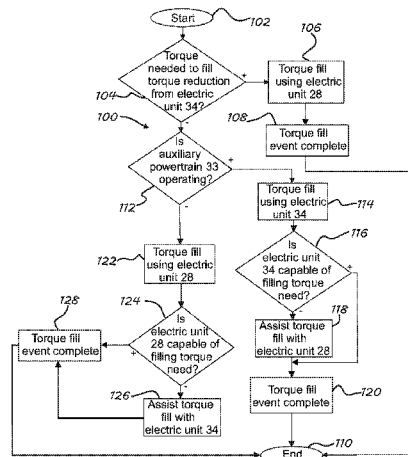 Start
102
Torque
needed to fill
torque reduction
from electric
unit 34?
104
100
+
-
106
Torque fill
using electric
unit 28
108
Torque fill
event complete
Is
auxiliary
powertrain 33
operating?
112
+
-
Torque fill
using electric
unit 34
114
Is
electric unit
34 capable of
filling torque
need?
116
+
-
118
Assist torque
fill with
electric unit 28
Torque fill
event complete
120
122
Torque fill
using electric
unit 28
124
Is
electric unit
28 capable of
filling torque
need?
+
-
128
Torque fill
event complete
126
Assist torque
fill with
electric unit 34
End
110